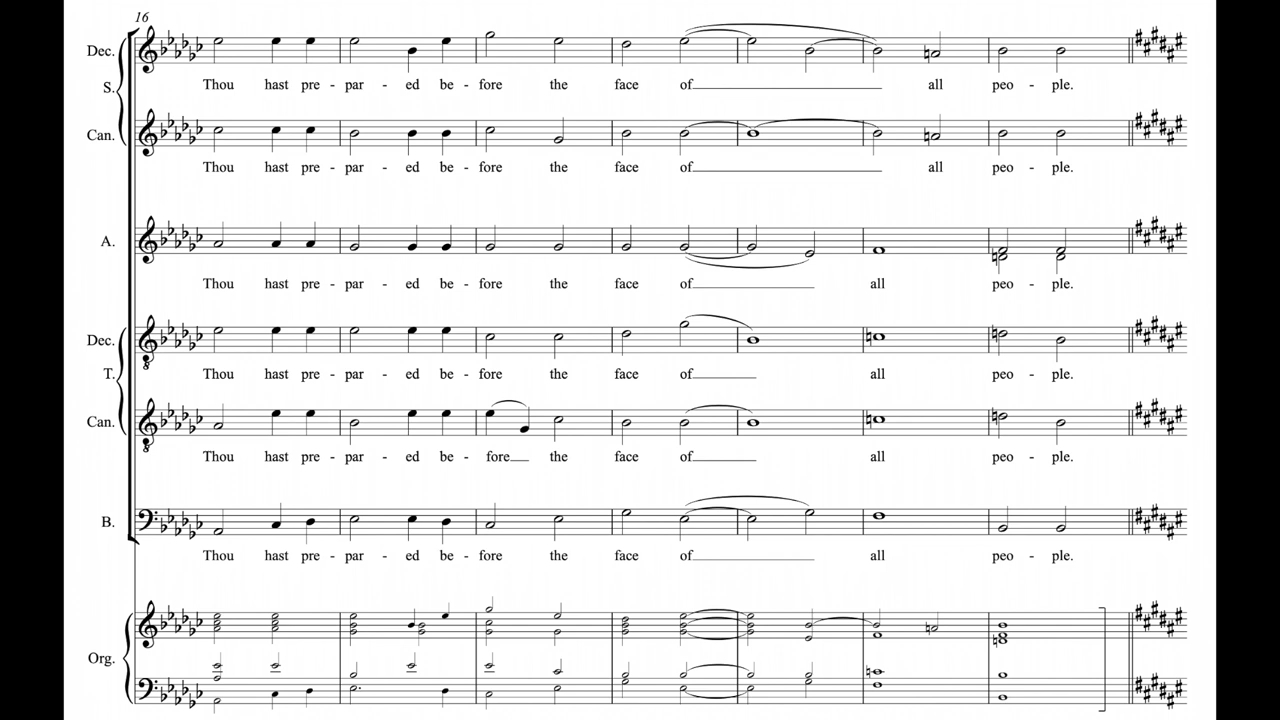 16
Dec.
Thou hast pre - par - ed be - fore the face of all peo - ple.
S.
Can.
Thou hast pre - par - ed be - fore the face of all peo - ple.
A.
Thou hast pre - par - ed be - fore the face of all peo - ple.
Dec.
Thou hast pre - par - ed be - fore the face of all peo - ple.
T.
Can.
Thou hast pre - par - ed be - fore the face of all peo - ple.
B.
Thou hast pre - par - ed be - fore the face of all peo - ple.
Org.